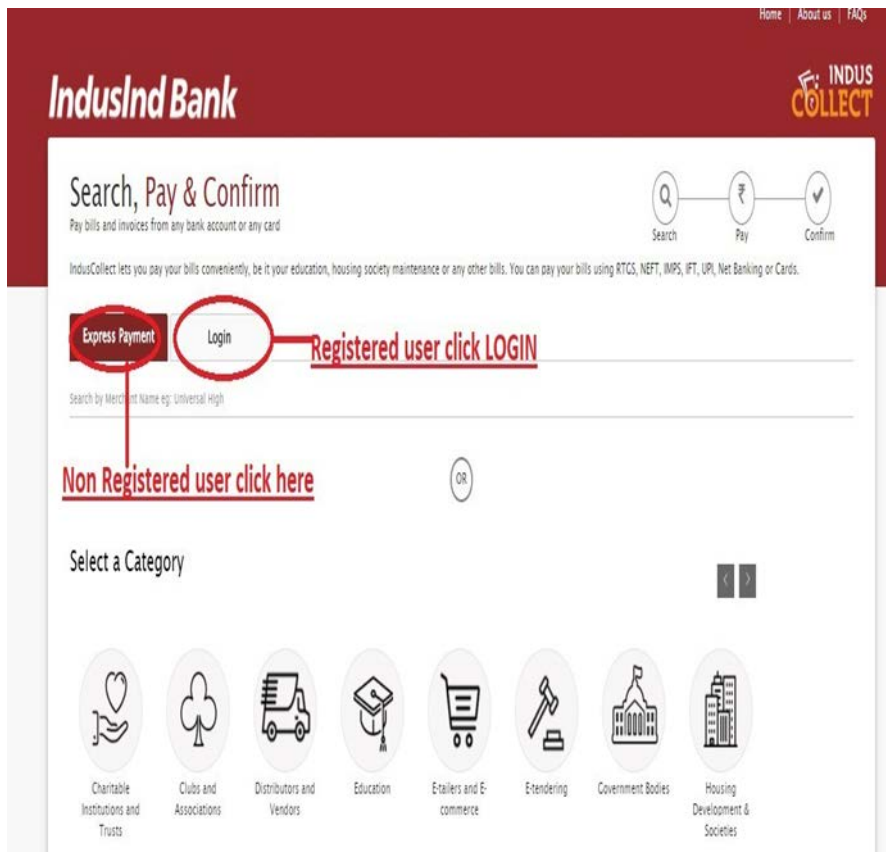 Home | About us | FAQs
IndusInd Bank
INDUS
COLLECT
Search, Pay & Confirm
Pay bills and invoices from any bank account or any card
Search
Pay
Confirm
IndusCollect lets you pay your bills conveniently, be it your education, housing society maintenance or any other bills. You can pay your bills using RTGS, NEFT, IMPS, IFT, UPI, Net Banking or Cards.
Express Payment
Login
Registered user click LOGIN
Search by Merchant Name eg: Universal High
Non Registered user click here
OR
Select a Category
Charitable
Institutions and
Trusts
Clubs and
Associations
Distributors and
Vendors
Education
E-tailers and E-
commerce
E-tendering
Government Bodies
Housing
Development &
Societies